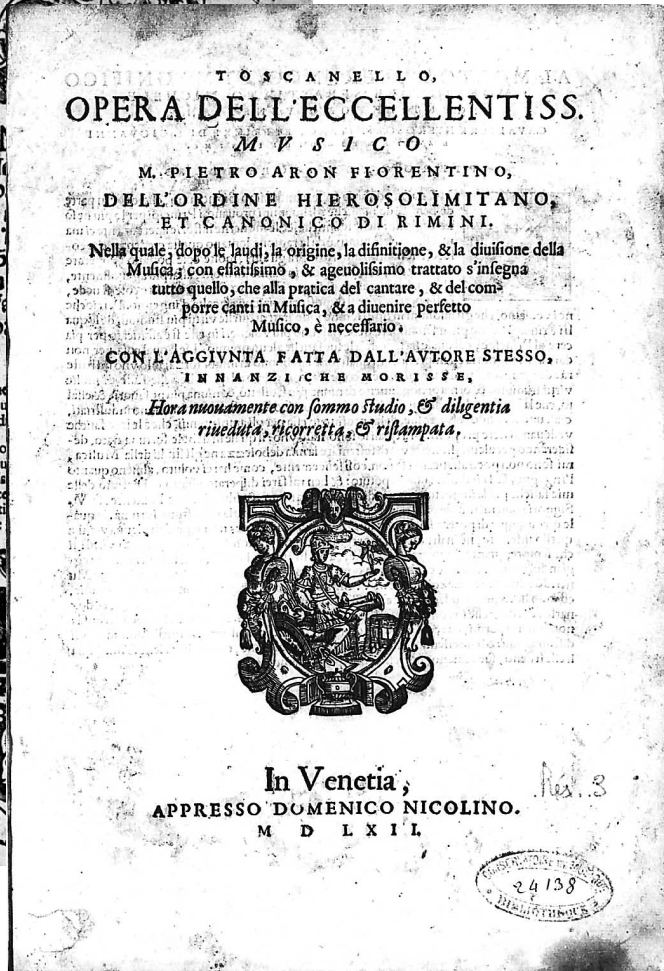 TOSCANELLO,
OPERA DELL'ECCELLENTISS.
MVSICO
M. PIETRO ARON FIORENTINO,
DELL'ORDINE HIEROSOLIMITANO,
ET CANONICO DI RIMINI.
Nella quale, dopo le laudi, la origine, la difinitione, & la diuisione della
Musica; con essatissimo, & ageuolissimo trattato s'insegna
tutto quello, che alla pratica del cantare, & del com-
porre canti in Musica, & a diuenire perfetto
Musico, è necessario.
CON L'AGGIVNTA FATTA DALL'AVTORE STESSO,
INNANZI CHE MORISSE,
Hora nuouamente con sommo studio, & diligentia
riueduta, ricorretta, & ristampata.
In Venetia,
APPRESSO DOMENICO NICOLINO.
M D LXII.
Rés. 3
24138
BIBLIOTHÈQUE